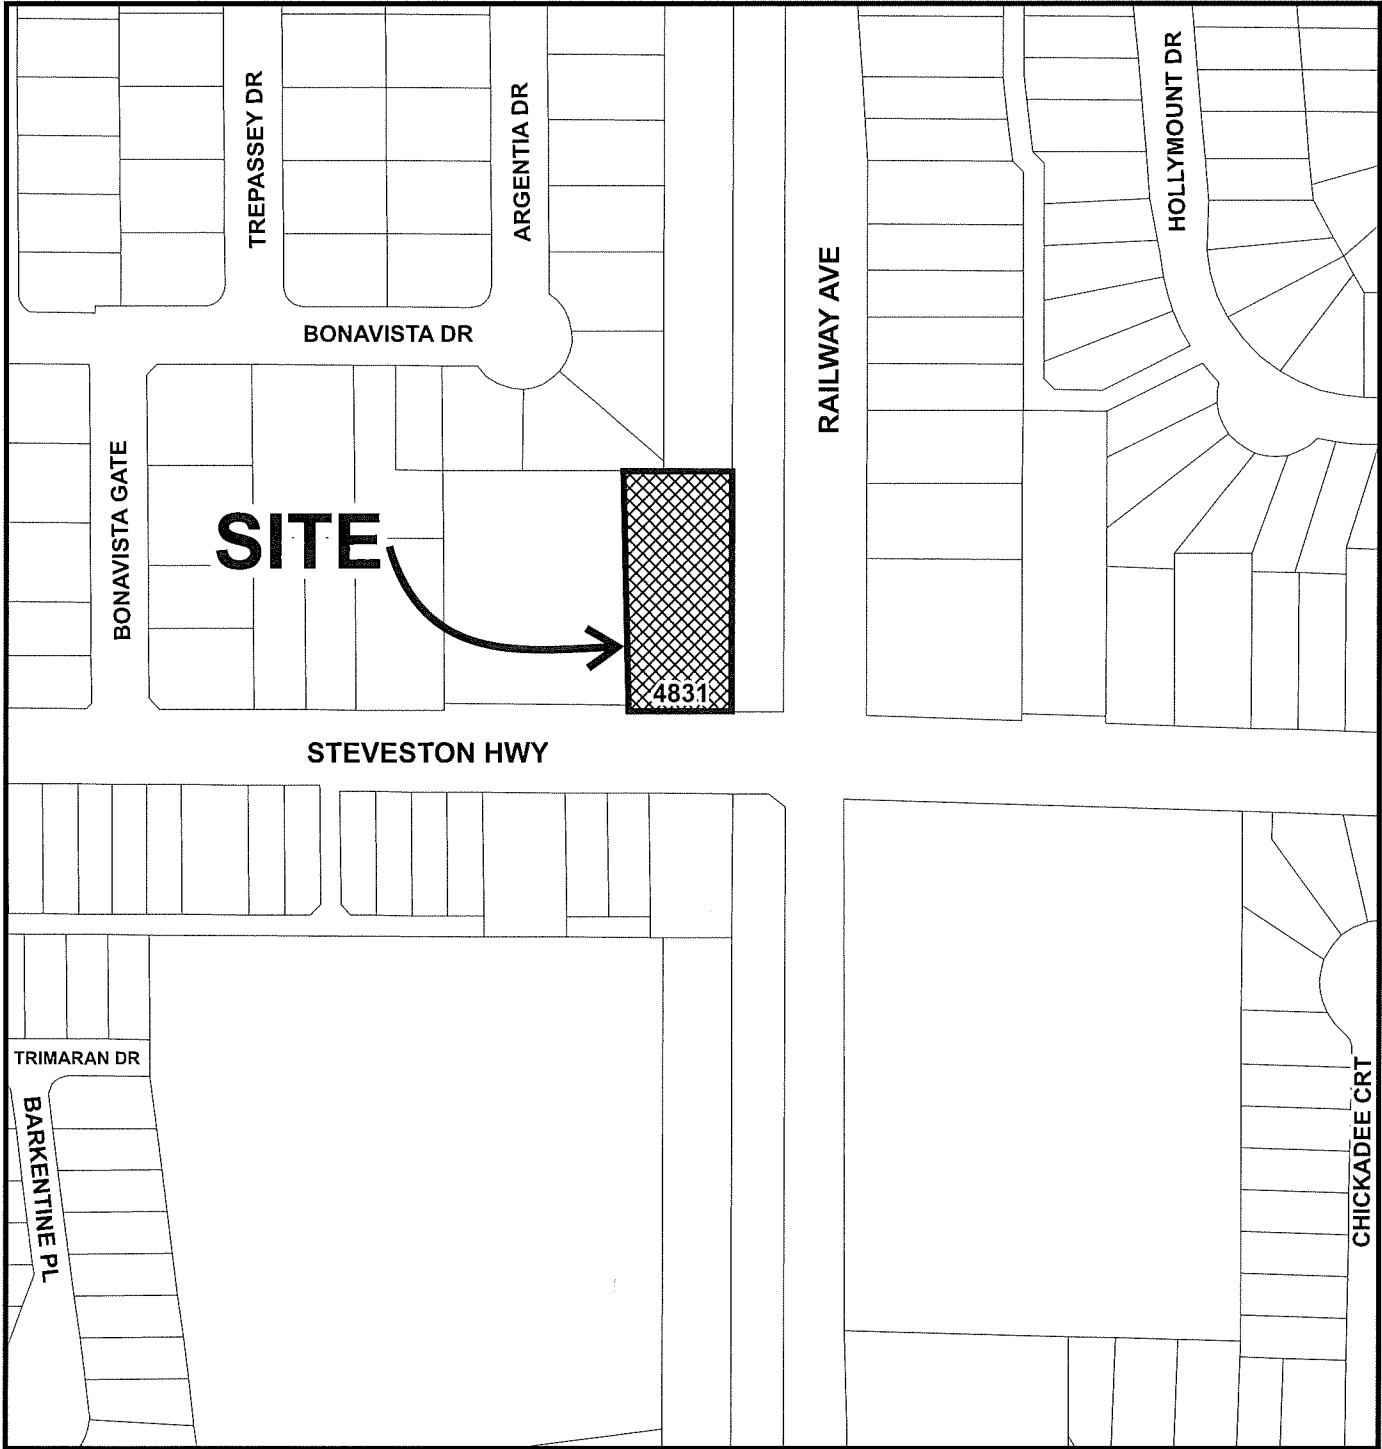 TREPASSEY DR
ARGENTIA DR
HOLLYMOUNT DR
BONAVISTA DR
RAILWAY AVE
BONAVISTA GATE
SITE
4831
STEVESTON HWY
TRIMARAN DR
BARKENTINE PL
CHICKADEE CRT